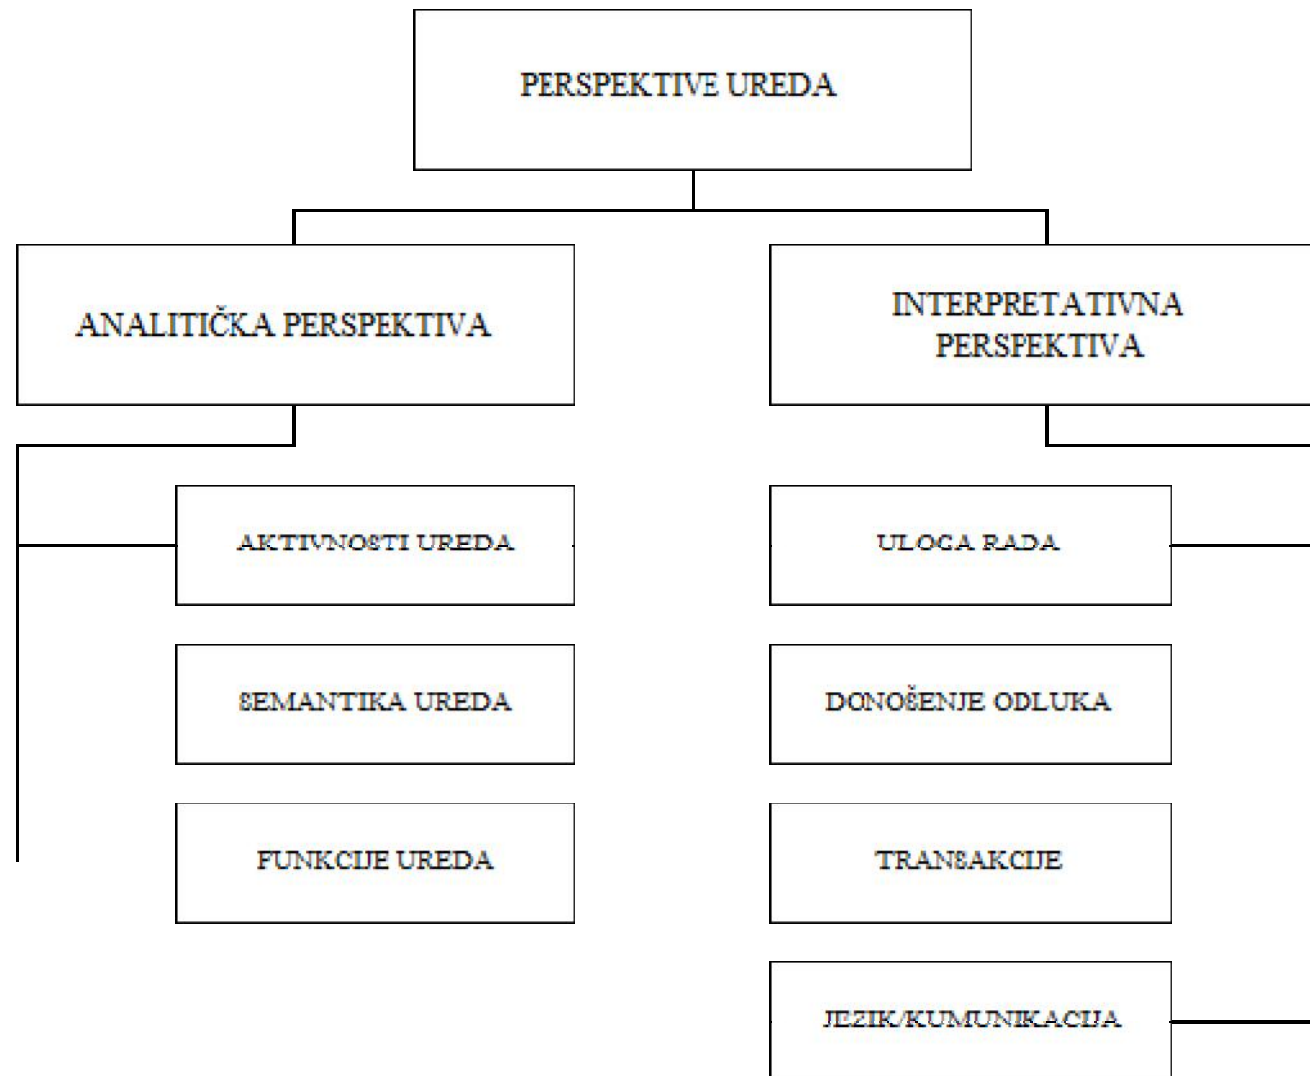 PERSPEKTIVE UREDA
ANALITIČKA PERSPEKTIVA
INTERPRETATIVNA
PERSPEKTIVA
AKTIVNOSTI UREDA
SEMANTIKA UREDA
FUNKCIJE UREDA
ULOGA RADA
DONOŠENJE ODLUKA
TRANSAKCIJE
JEZIK/KUMUNIKACIJA